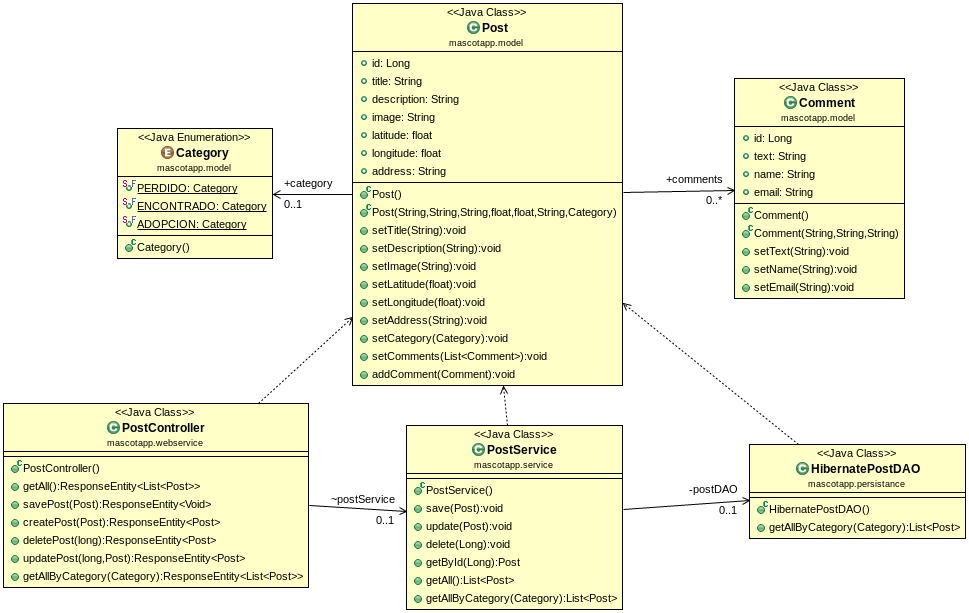 <<Java Class>>
Post
mascotapp.model
id: Long
title: String
description: String
image: String
latitude: float
longitude: float
address: String
Post()
Post(String,String,String,float,float,String,Category)
setTitle(String):void
setDescription(String):void
setImage(String):void
setLatitude(float):void
setLongitude(float):void
setAddress(String):void
setCategory(Category):void
setComments(List<Comment>):void
addComment(Comment):void
<<Java Class>>
Comment
mascotapp.model
id: Long
text: String
name: String
email: String
Comment()
Comment(String,String,String)
setText(String):void
setName(String):void
setEmail(String):void
<<Java Enumeration>>
E
Category
mascotapp.model
PERDIDO: Category
ENCONTRADO: Category
ADOPCION: Category
Category()
+category
0..1
+comments
0..*
<<Java Class>>
PostController
mascotapp.webservice
PostController()
getAll():ResponseEntity<List<Post>>
savePost(Post):ResponseEntity<Void>
createPost(Post):ResponseEntity<Post>
deletePost(long):ResponseEntity<Post>
updatePost(long,Post):ResponseEntity<Post>
getAllByCategory(Category):ResponseEntity<List<Post>>
~postService
0..1
<<Java Class>>
PostService
mascotapp.service
PostService()
save(Post):void
update(Post):void
delete(Long):void
getById(Long):Post
getAll():List<Post>
getAllByCategory(Category):List<Post>
-postDAO
0..1
<<Java Class>>
HibernatePostDAO
mascotapp.persistance
HibernatePostDAO()
getAllByCategory(Category):List<Post>